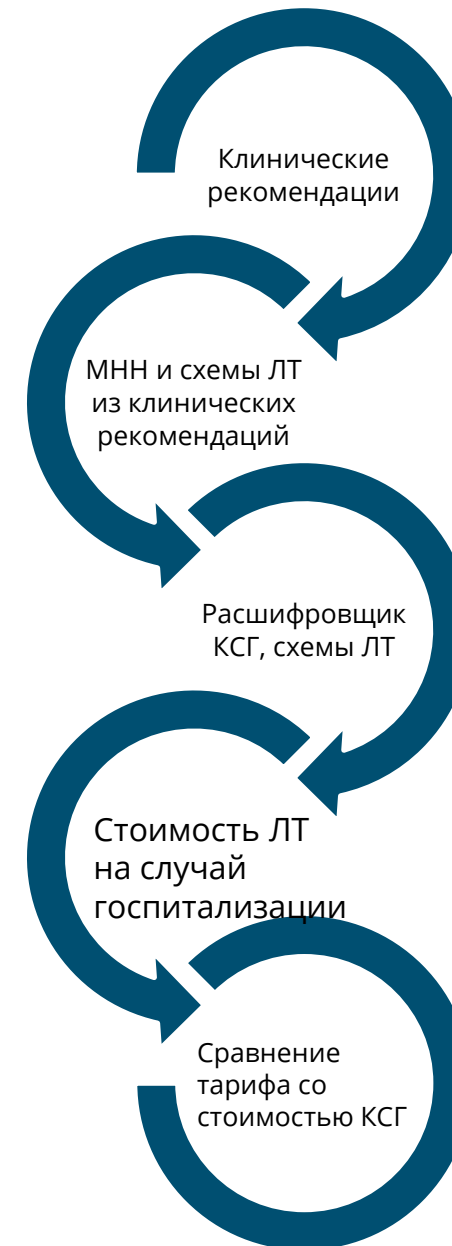 Клинические
рекомендации
МНН и схемы ЛТ
из клинических
рекомендаций
Расшифровщик
КСГ, схемы ЛТ
Стоимость ЛТ
на случай
госпитализации
Сравнение
тарифа со
стоимостью КСГ